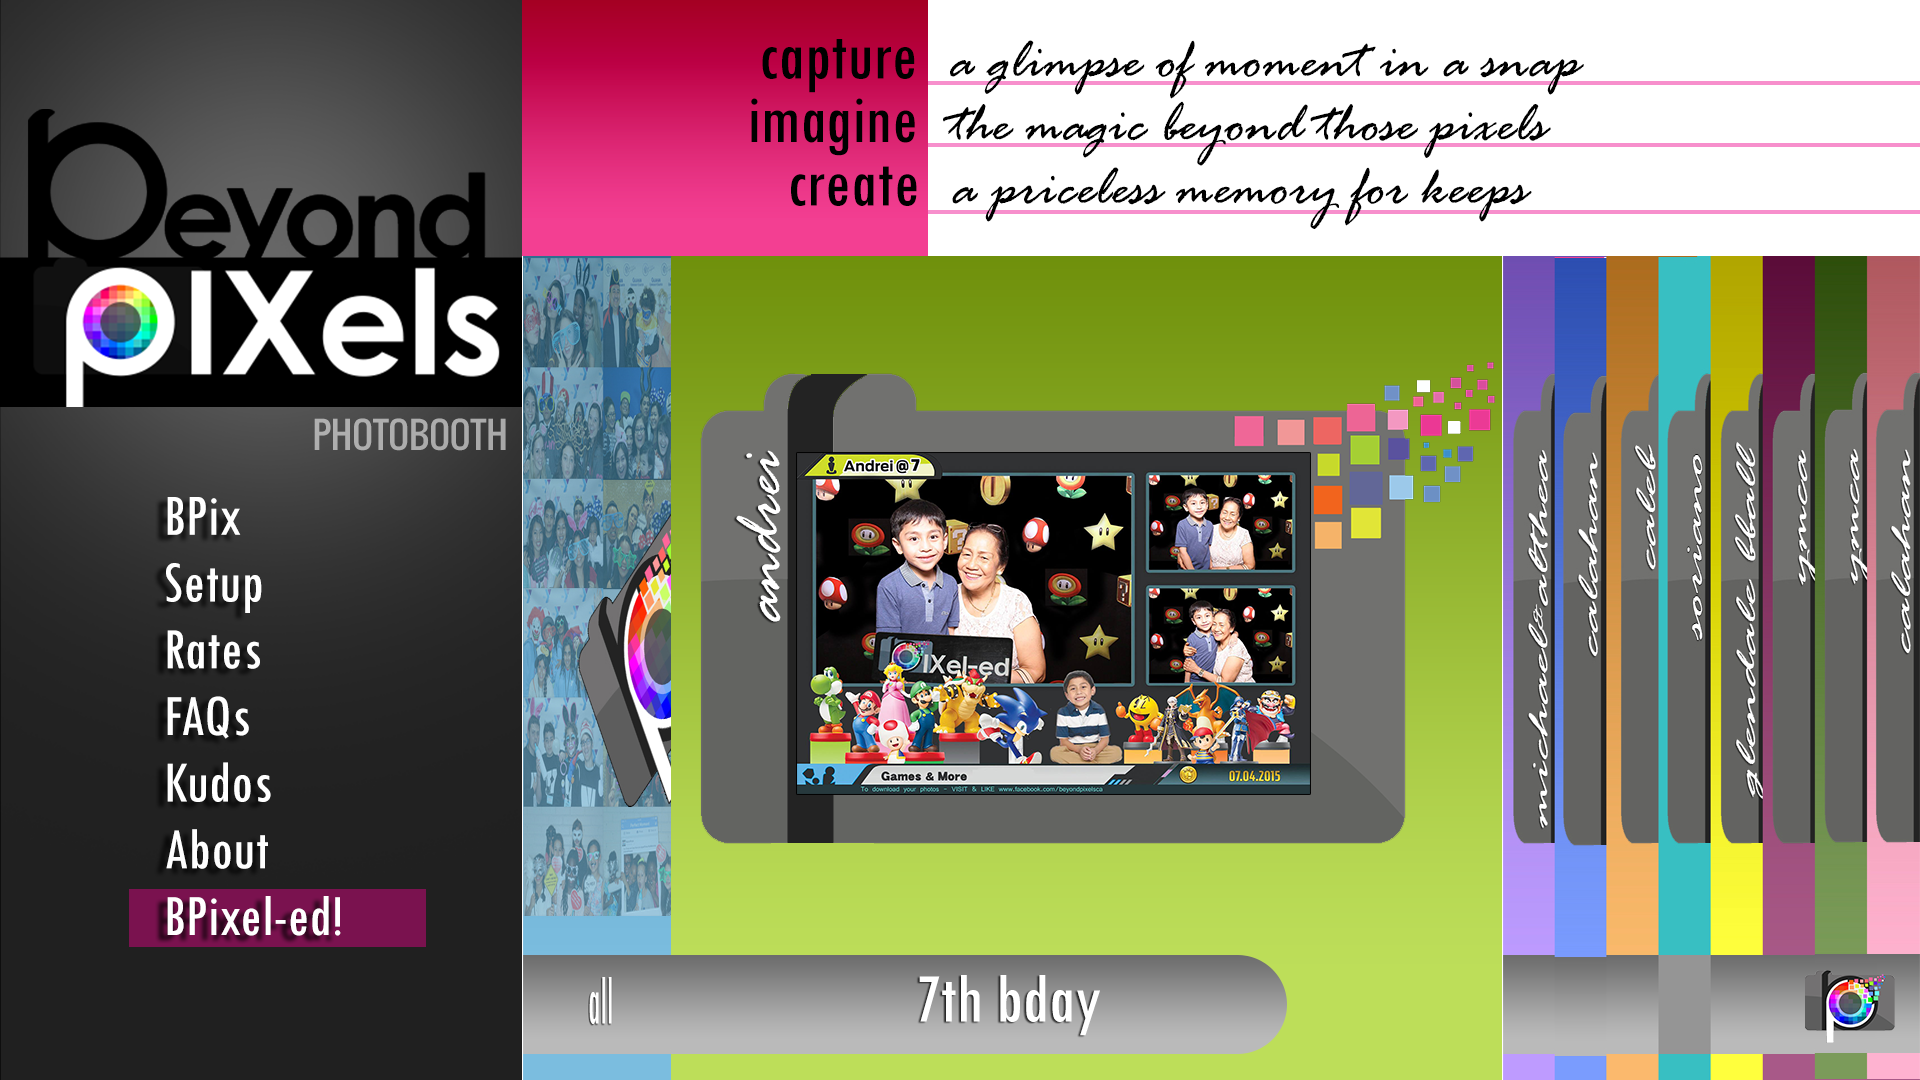 beyond
pIXels
PHOTOBOOTH
BPix
Setup
Rates
FAQs
Kudos
About
BPixel-ed!
capture a glimpse of moment in a snap
imagine the magic beyond those pixels
create a priceless memory for keeps
andrei
Andrei @ 7
pIXel-ed
Games & More
07.04.2015
To download your photos - VISIT & LIKE www.facebook.com/beyondpixelsca
all
7th bday
michael&althea
calahan
caleb
soriano
glendale bball
ymca
ymca
calahan